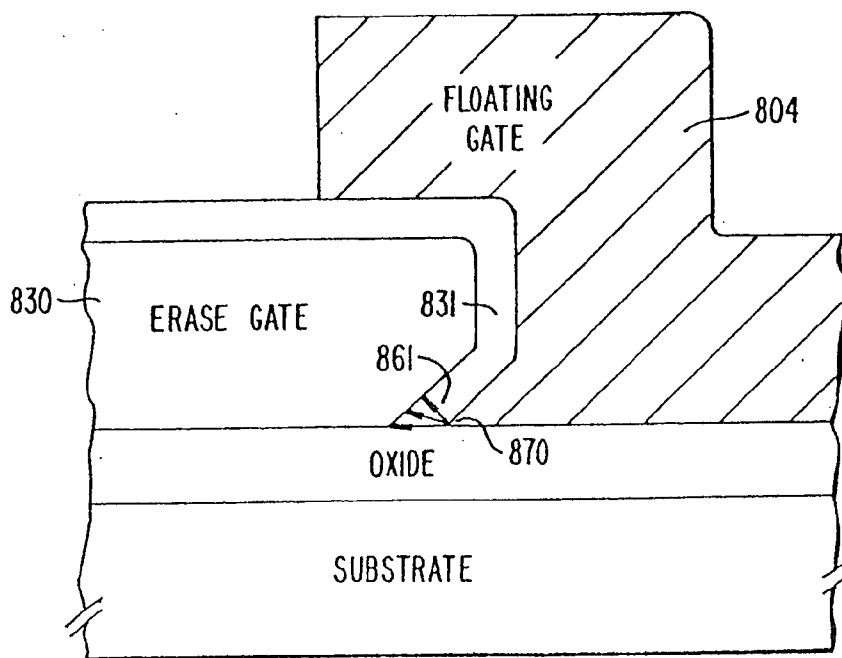 FLOATING
GATE
804
830
ERASE GATE
831
861
870
OXIDE
SUBSTRATE